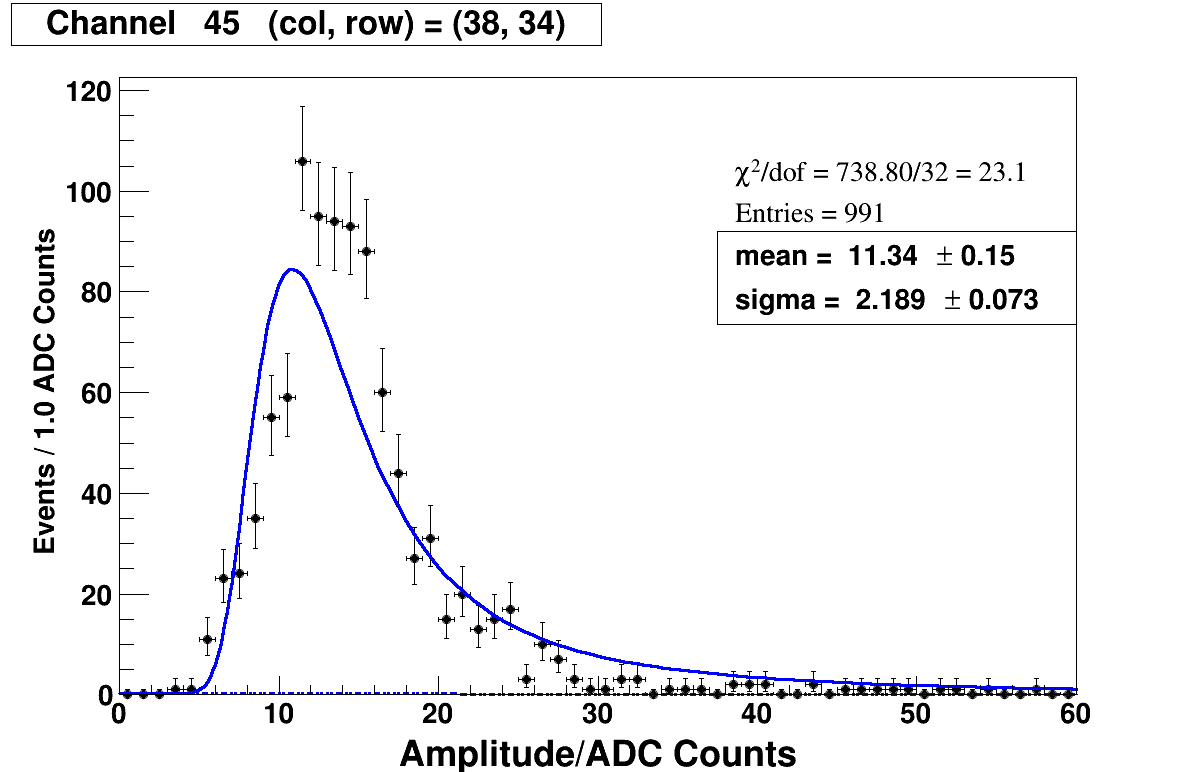 Channel 45 (col, row) = (38, 34)
120
100
80
60
40
20
0
Events / 1.0 ADC Counts
χ²/dof = 738.80/32 = 23.1
Entries = 991
mean = 11.34 ± 0.15
sigma = 2.189 ± 0.073
0 10 20 30 40 50 60
Amplitude/ADC Counts